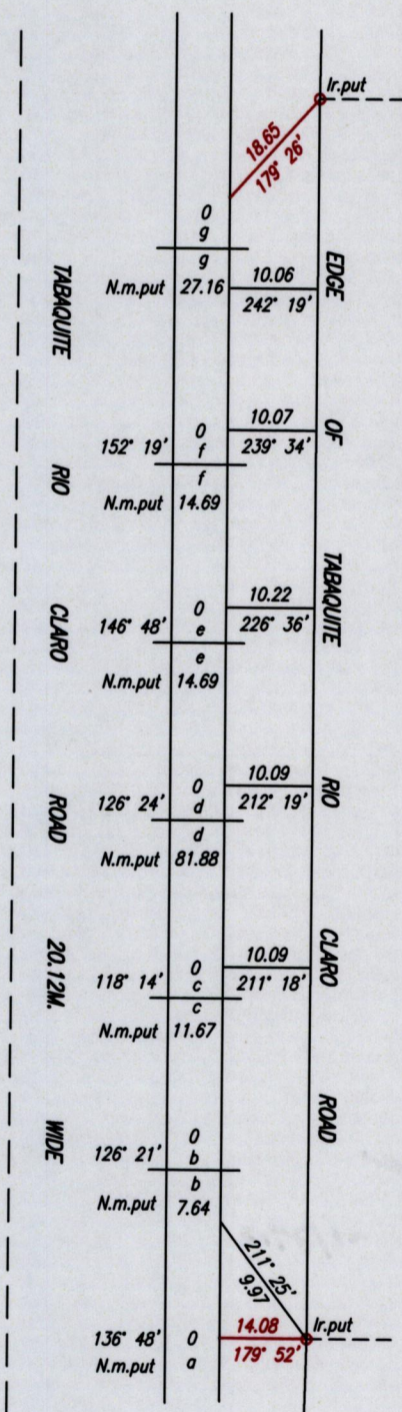 Ir.put
18.65
179° 26'
0
g
g
N.m.put 27.16
10.06
242° 19'
EDGE OF TABAQUITE RIO CLARO ROAD
TABAQUITE RIO CLARO ROAD 20.12M. WIDE
152° 19'
0
f
10.07
239° 34'
f
N.m.put 14.69
146° 48'
0
e
10.22
226° 36'
e
N.m.put 14.69
126° 24'
0
d
10.09
212° 19'
d
N.m.put 81.88
118° 14'
0
c
10.09
211° 18'
c
N.m.put 11.67
126° 21'
0
b
b
N.m.put 7.64
211° 25'
9.97
Ir.put
136° 48'
0
14.08
179° 52'
N.m.put a